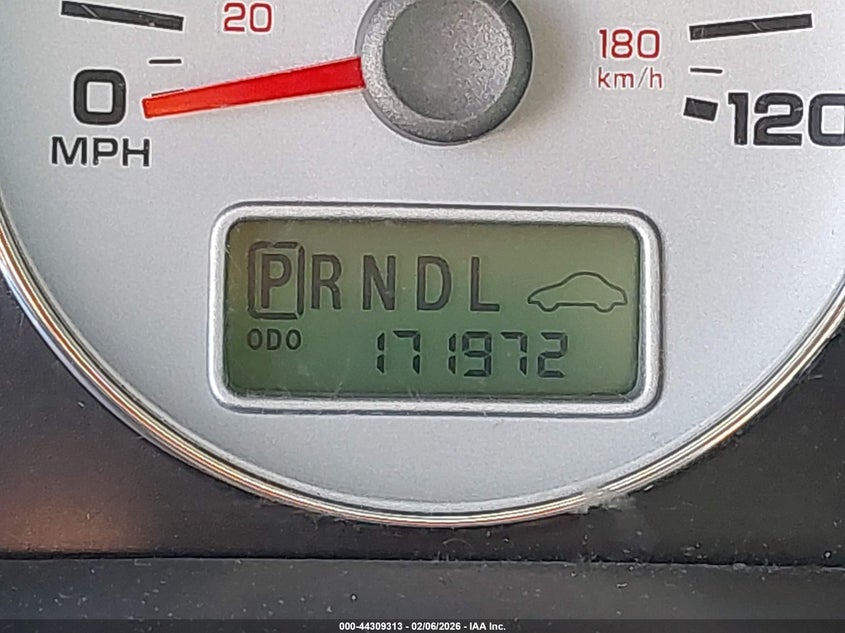 20
180
km/h
0
120
MPH
PRNDL
ODO 171972
000-44309313 - 02/06/2026 - IAA Inc.